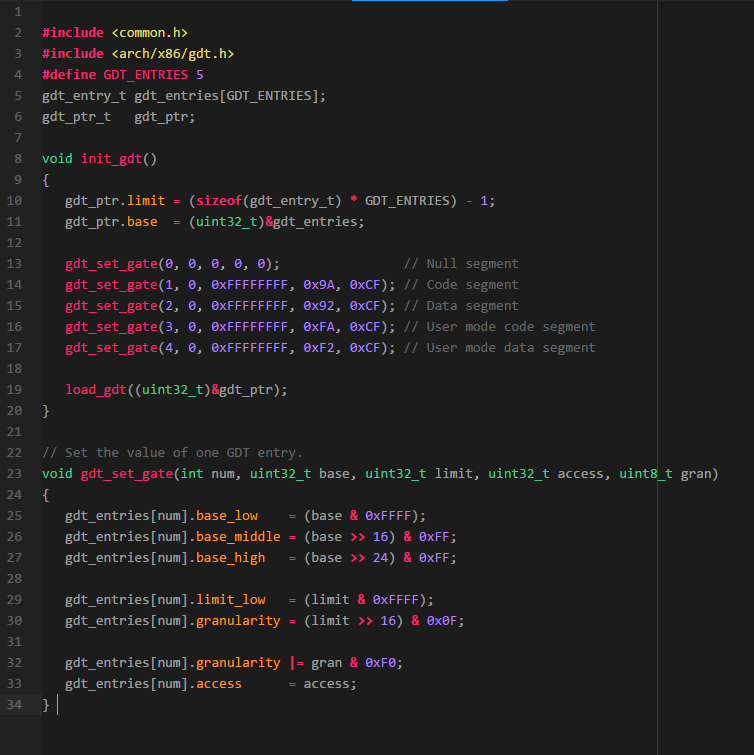 1
2 #include <common.h>
3 #include <arch/x86/gdt.h>
4 #define GDT_ENTRIES 5
5 gdt_entry_t gdt_entries[GDT_ENTRIES];
6 gdt_ptr_t   gdt_ptr;
7
8 void init_gdt()
9 {
10    gdt_ptr.limit = (sizeof(gdt_entry_t) * GDT_ENTRIES) - 1;
11    gdt_ptr.base  = (uint32_t)&gdt_entries;
12
13    gdt_set_gate(0, 0, 0, 0, 0);                // Null segment
14    gdt_set_gate(1, 0, 0xFFFFFFFF, 0x9A, 0xCF); // Code segment
15    gdt_set_gate(2, 0, 0xFFFFFFFF, 0x92, 0xCF); // Data segment
16    gdt_set_gate(3, 0, 0xFFFFFFFF, 0xFA, 0xCF); // User mode code segment
17    gdt_set_gate(4, 0, 0xFFFFFFFF, 0xF2, 0xCF); // User mode data segment
18
19    load_gdt((uint32_t)&gdt_ptr);
20 }
21
22 // Set the value of one GDT entry.
23 void gdt_set_gate(int num, uint32_t base, uint32_t limit, uint32_t access, uint8_t gran)
24 {
25    gdt_entries[num].base_low    = (base & 0xFFFF);
26    gdt_entries[num].base_middle = (base >> 16) & 0xFF;
27    gdt_entries[num].base_high   = (base >> 24) & 0xFF;
28
29    gdt_entries[num].limit_low   = (limit & 0xFFFF);
30    gdt_entries[num].granularity = (limit >> 16) & 0x0F;
31
32    gdt_entries[num].granularity |= gran & 0xF0;
33    gdt_entries[num].access      = access;
34 }